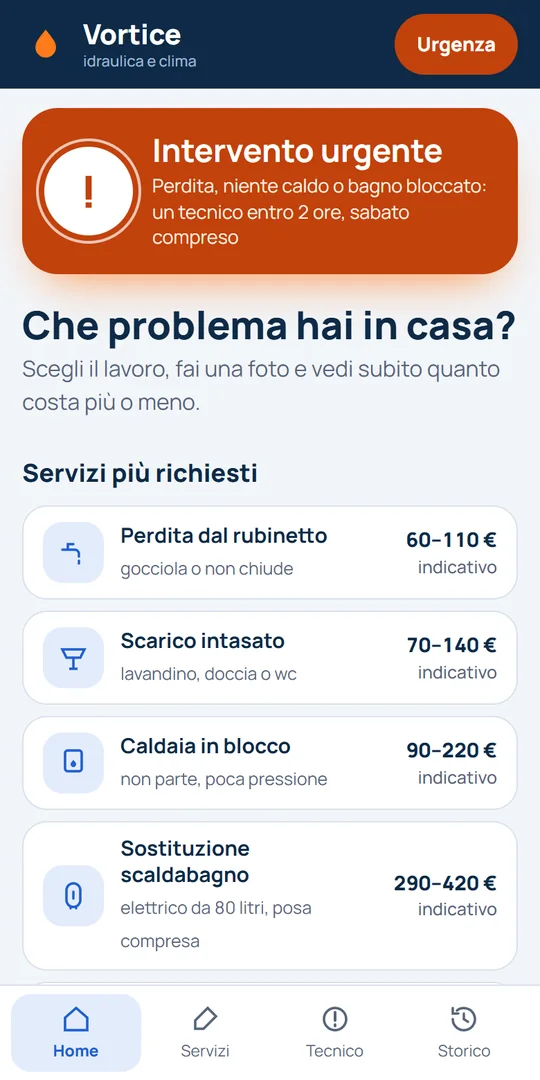 Vortice
idraulica e clima
Urgenza
!
Intervento urgente
Perdita, niente caldo o bagno bloccato:
un tecnico entro 2 ore, sabato
compreso
Che problema hai in casa?
Scegli il lavoro, fai una foto e vedi subito quanto
costa più o meno.
Servizi più richiesti
Perdita dal rubinetto
gocciola o non chiude
60–110 €
indicativo
Scarico intasato
lavandino, doccia o wc
70–140 €
indicativo
Caldaia in blocco
non parte, poca pressione
90–220 €
indicativo
Sostituzione
scaldabagno
elettrico da 80 litri, posa
compresa
290–420 €
indicativo
Home
Servizi
Tecnico
Storico